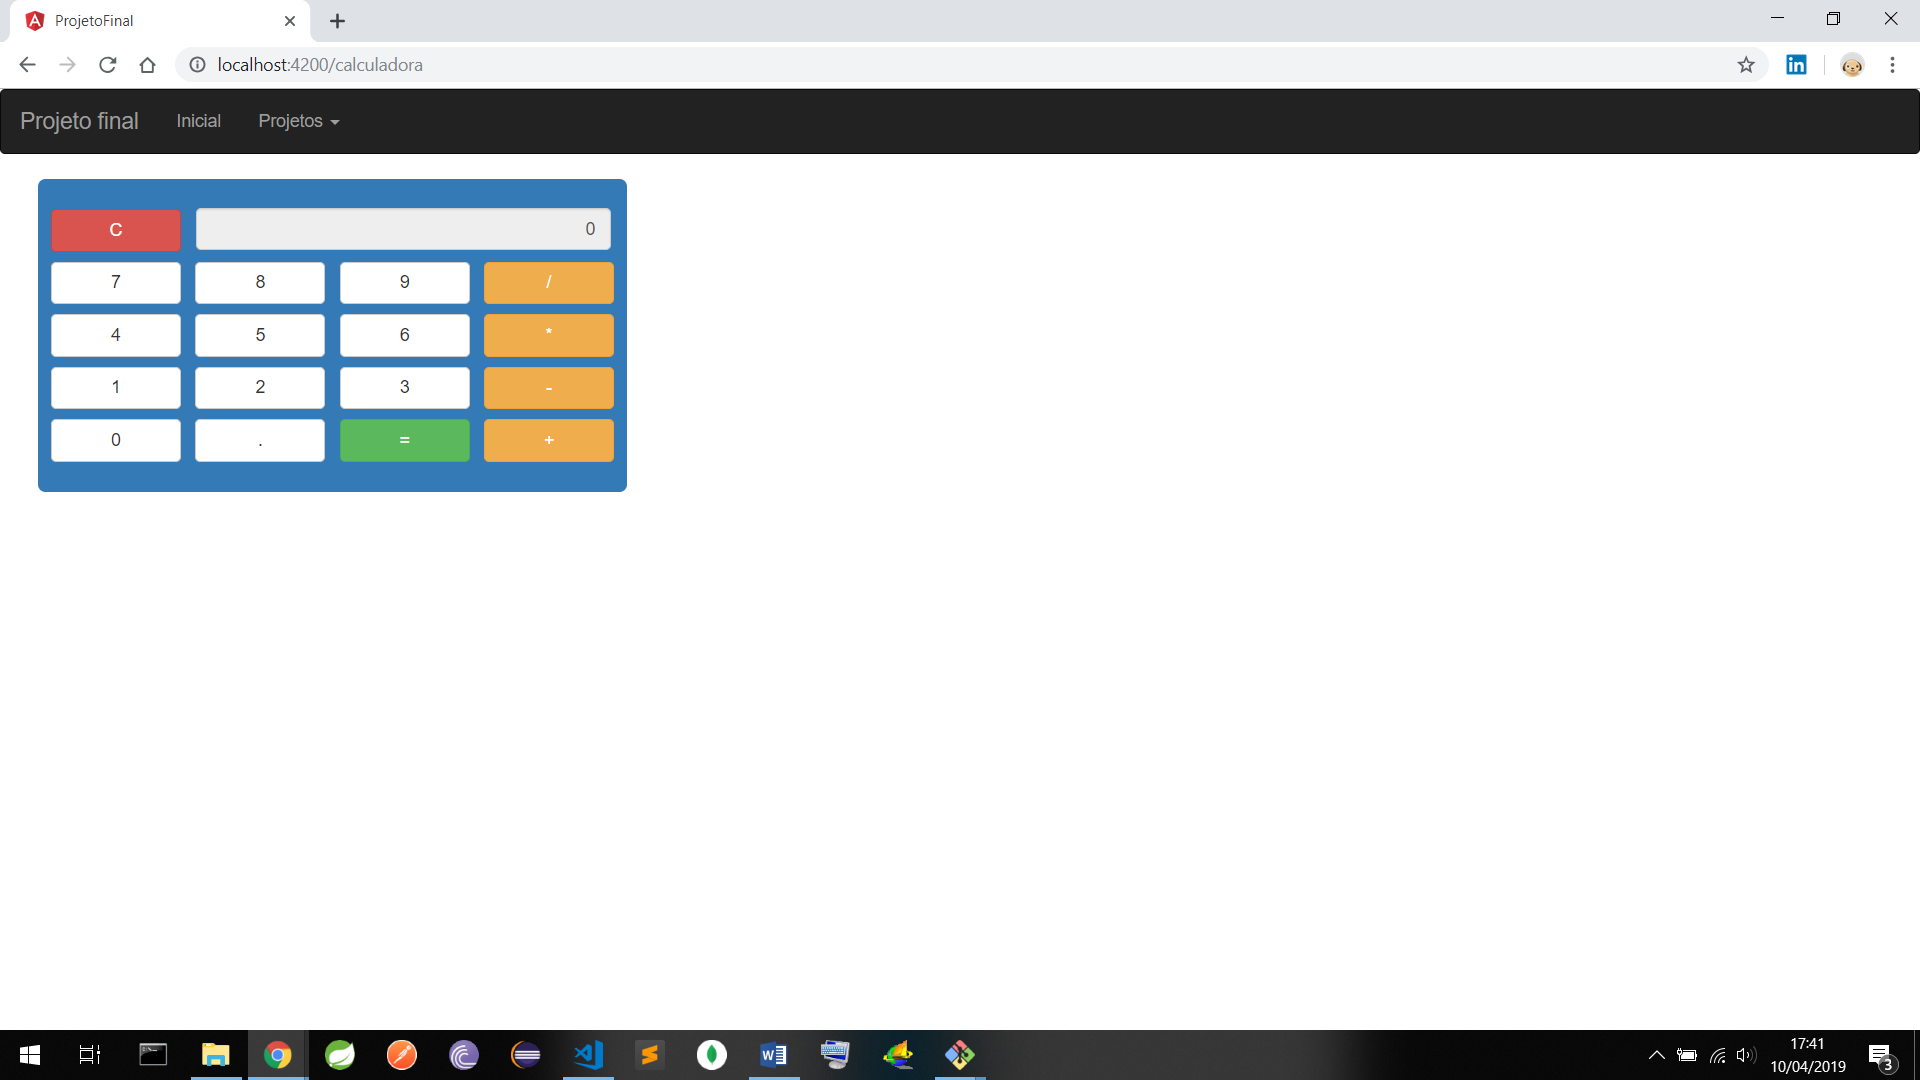 ProjetoFinal
localhost:4200/calculadora
in
Projeto final Inicial Projetos
C 0
7 8 9 /
4 5 6 *
1 2 3 -
0 . = +
17:41
10/04/2019
3